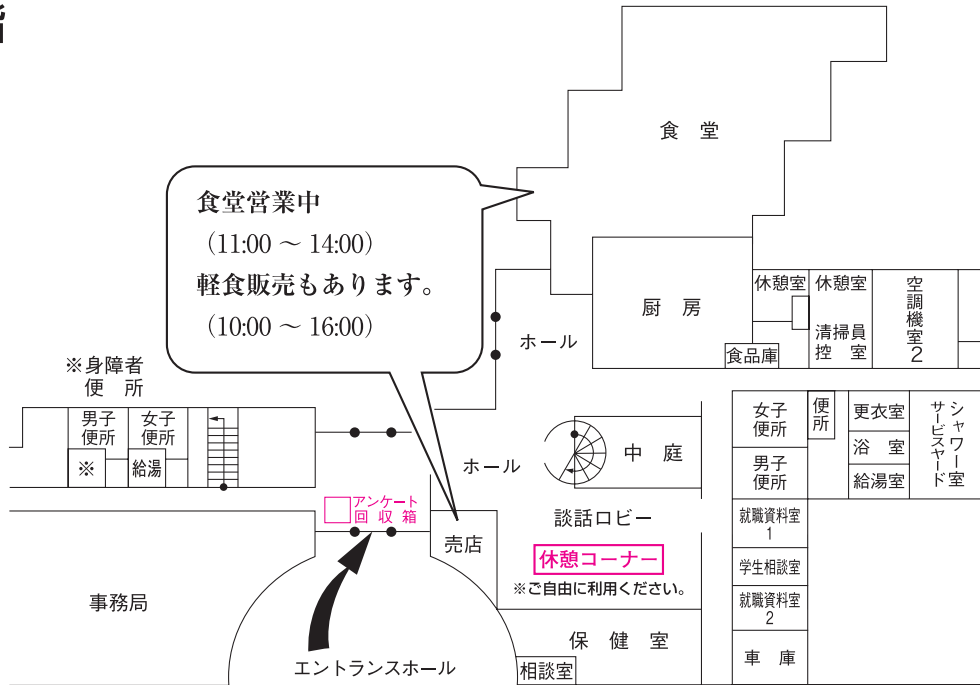 階
食堂
食堂営業中
（11:00 ～ 14:00）
軽食販売もあります。
（10:00 ～ 16:00）
厨房
休憩室
休憩室
清掃員
控室
空調機室2
食品庫
ホール
※身障者
便所
男子
便所
女子
便所
※
給湯
ホール
中庭
女子
便所
便所
更衣室
シャワー室
サービスヤード
浴室
男子
便所
給湯室
アンケート
回収箱
売店
談話ロビー
休憩コーナー
※ご自由に利用ください。
就職資料室
1
学生相談室
就職資料室
2
車庫
事務局
エントランスホール
保健室
相談室